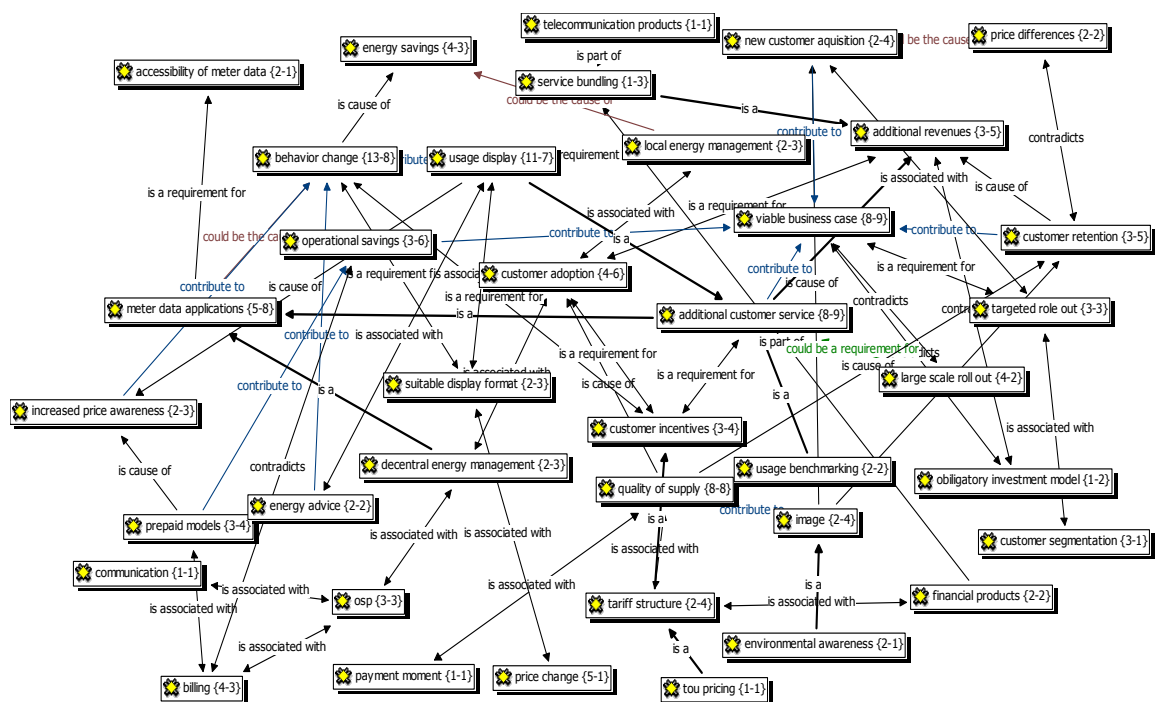 telecommunication products {1-1}
new customer aquisition {2-4}
be the cause
price differences {2-2}
energy savings {4-3}
is part of
accessibility of meter data {2-1}
service bundling {1-3}
could be the cause of
is cause of
is a
contribute to
additional revenues {3-5}
contradicts
behavior change {13-8}
usage display {11-7}
requirement
local energy management {2-3}
is associated with
is a requirement for
is cause of
is associated with
is a requirement for
viable business case {8-9}
could be the ca
operational savings {3-6}
contribute to
is a
contribute to
customer retention {3-5}
is a requirement f
is associa
customer adoption {4-6}
contribute to
is a requirement for
is cause of
is cause of
contribute to
is a requirement for
contradicts
meter data applications {5-8}
is a
additional customer service {8-9}
targeted role out {3-3}
contribute to
is associated with
is part of
could be a requirement for
is a requirement for
is cause of
is associated with
suitable display format {2-3}
is cause of
is a requirement for
large scale roll out {4-2}
contribute to
is a
is a
increased price awareness {2-3}
customer incentives {3-4}
is associated with
is cause of
contradicts
decentral energy management {2-3}
usage benchmarking {2-2}
obiligatory investment model {1-2}
quality of supply {8-8}
energy advice {2-2}
contribute
prepaid models {3-4}
is a
image {2-4}
is associated with
is associated with
is associated with
customer segmentation {3-1}
communication {1-1}
is associated with
is associated with
is a
osp {3-3}
tariff structure {2-4}
is associated with
financial products {2-2}
is associated with
is associated with
is a
environmental awareness {2-1}
payment moment {1-1}
price change {5-1}
billing {4-3}
tou pricing {1-1}